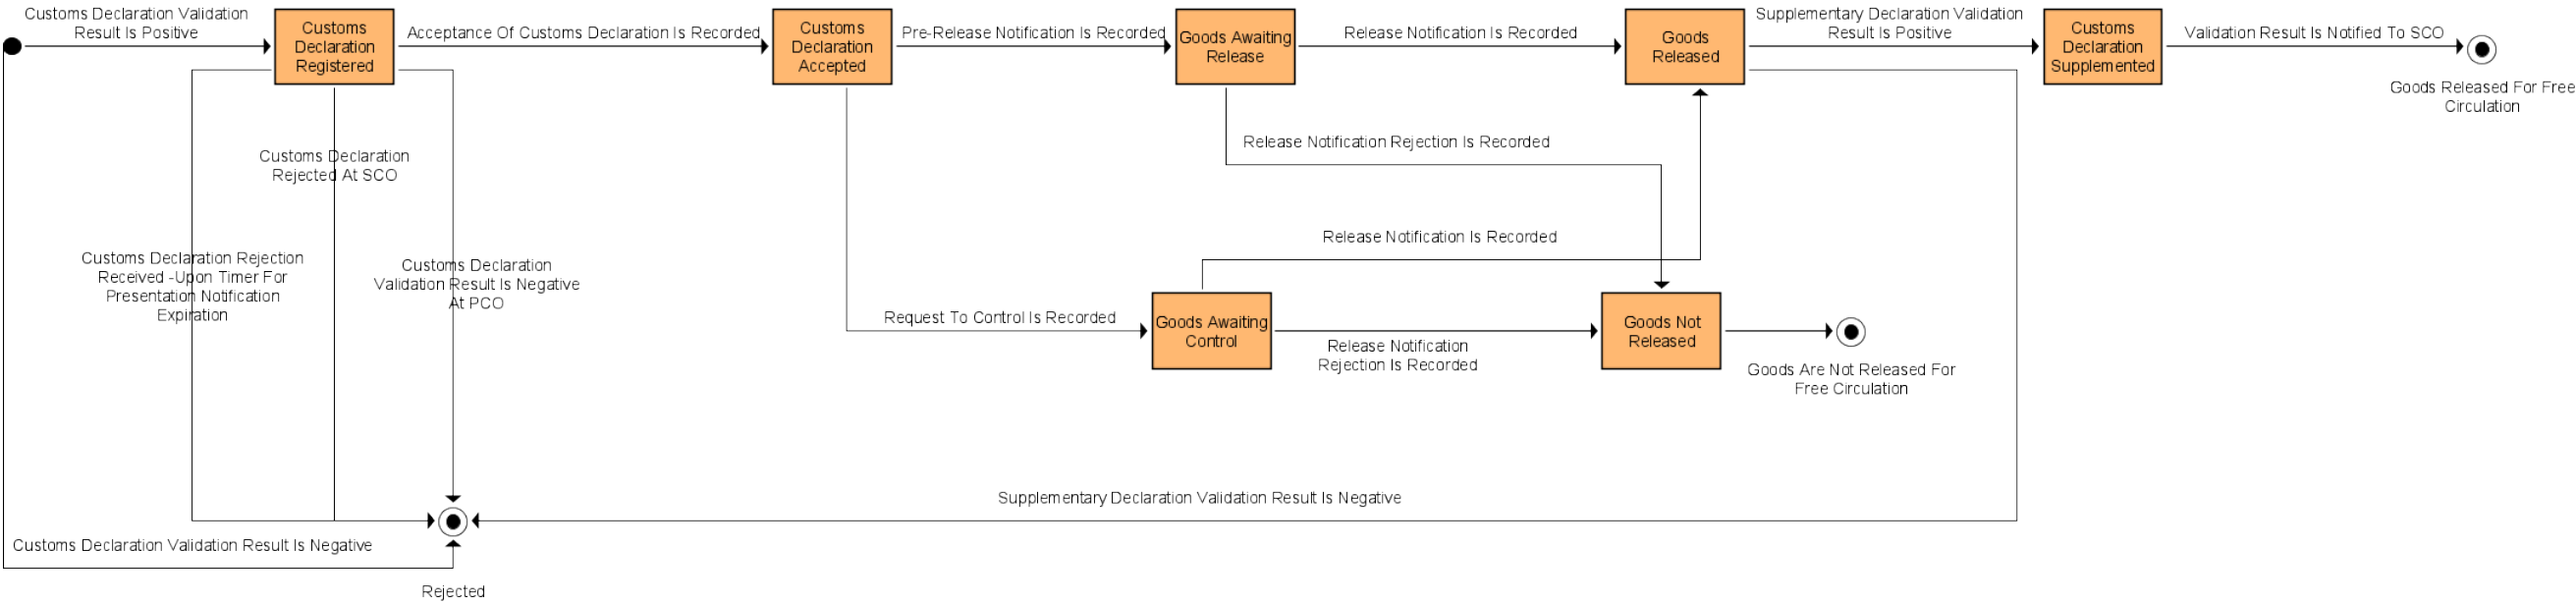 Customs Declaration Validation
Result Is Positive
Customs
Declaration
Registered
Acceptance Of Customs Declaration Is Recorded
Customs
Declaration
Accepted
Pre-Release Notification Is Recorded
Goods Awaiting
Release
Release Notification Is Recorded
Goods
Released
Supplementary Declaration Validation
Result Is Positive
Customs
Declaration
Supplemented
Validation Result Is Notified To SCO
Goods Released For Free
Circulation
Customs Declaration
Rejected At SCO
Release Notification Rejection Is Recorded
Customs Declaration Rejection
Received -Upon Timer For
Presentation Notification
Expiration
Customs Declaration
Validation Result Is Negative
At PCO
Release Notification Is Recorded
Request To Control Is Recorded
Goods Awaiting
Control
Release Notification
Rejection Is Recorded
Goods Not
Released
Goods Are Not Released For
Free Circulation
Supplementary Declaration Validation Result Is Negative
Customs Declaration Validation Result Is Negative
Rejected